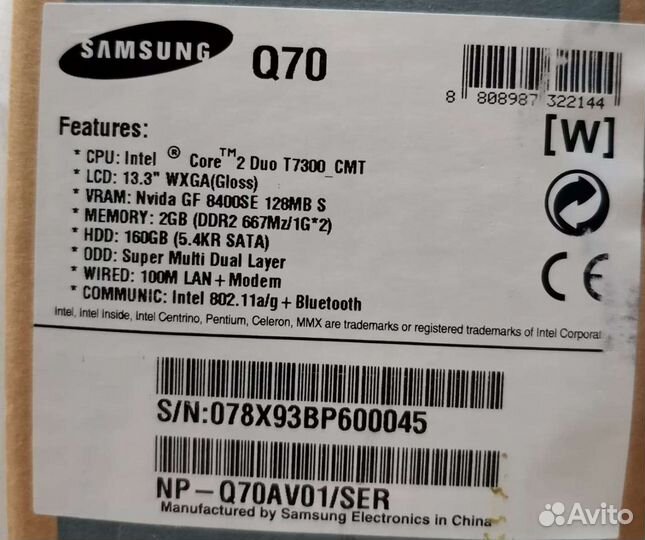 SAMSUNG
Q70
8 808987 322144
[W]
Features:
* CPU: Intel ® Core™2 Duo T7300_CMT
* LCD: 13.3" WXGA(Gloss)
* VRAM: Nvida GF 8400SE 128MB S
* MEMORY: 2GB (DDR2 667Mz/1G*2)
* HDD: 160GB (5.4KR SATA)
* ODD: Super Multi Dual Layer
* WIRED: 100M LAN+Modem
* COMMUNIC: Intel 802.11a/g+Bluetooth
CE
Intel, intel Inside, Intel Centrino, Pentium, Celeron, MMX are trademarks or registered trademarks of Intel Corporat
S/N:078X93BP600045
NP-Q70AV01/SER
Manufactured by Samsung Electronics in China
Avito